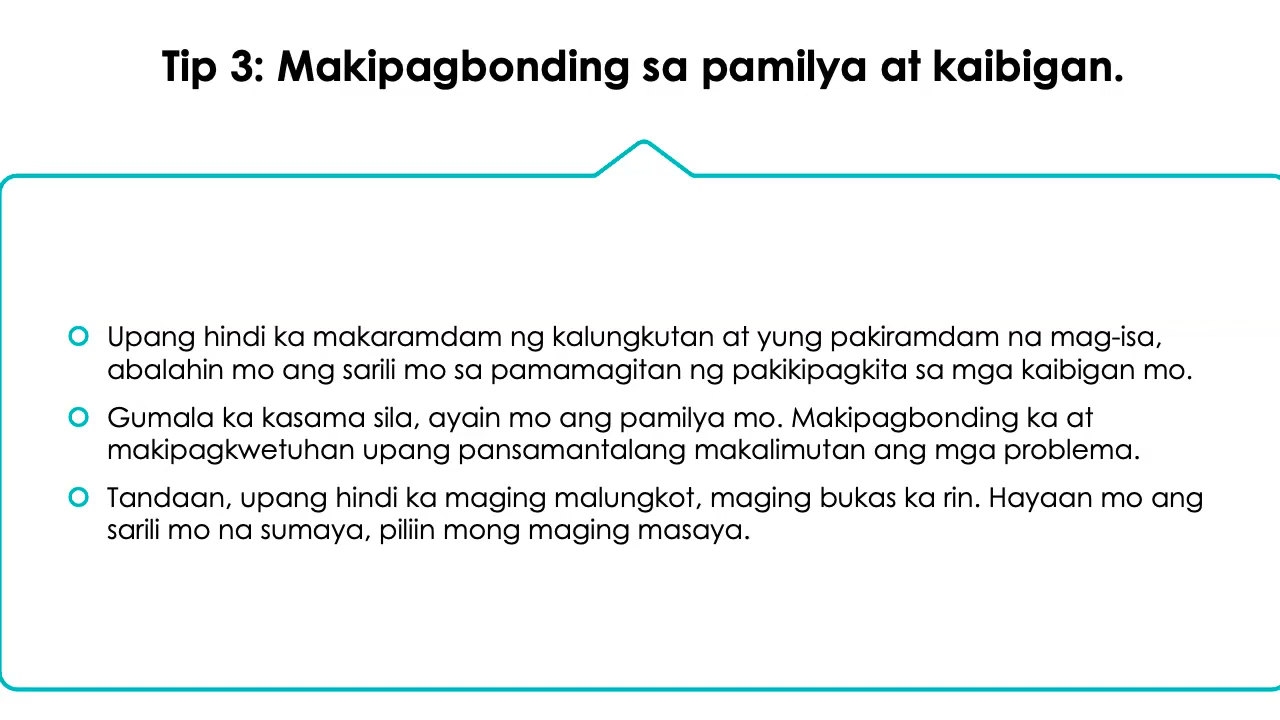 Tip 3: Makipagbonding sa pamilya at kaibigan.
Upang hindi ka makaramdam ng kalungkutan at yung pakiramdam na mag-isa,
abalahin mo ang sarili mo sa pamamagitan ng pakikipagkita sa mga kaibigan mo.
Gumala ka kasama sila, ayain mo ang pamilya mo. Makipagbonding ka at
makipagkwetuhan upang pansamantalang makalimutan ang mga problema.
Tandaan, upang hindi ka maging malungkot, maging bukas ka rin. Hayaan mo ang
sarili mo na sumaya, piliin mong maging masaya.